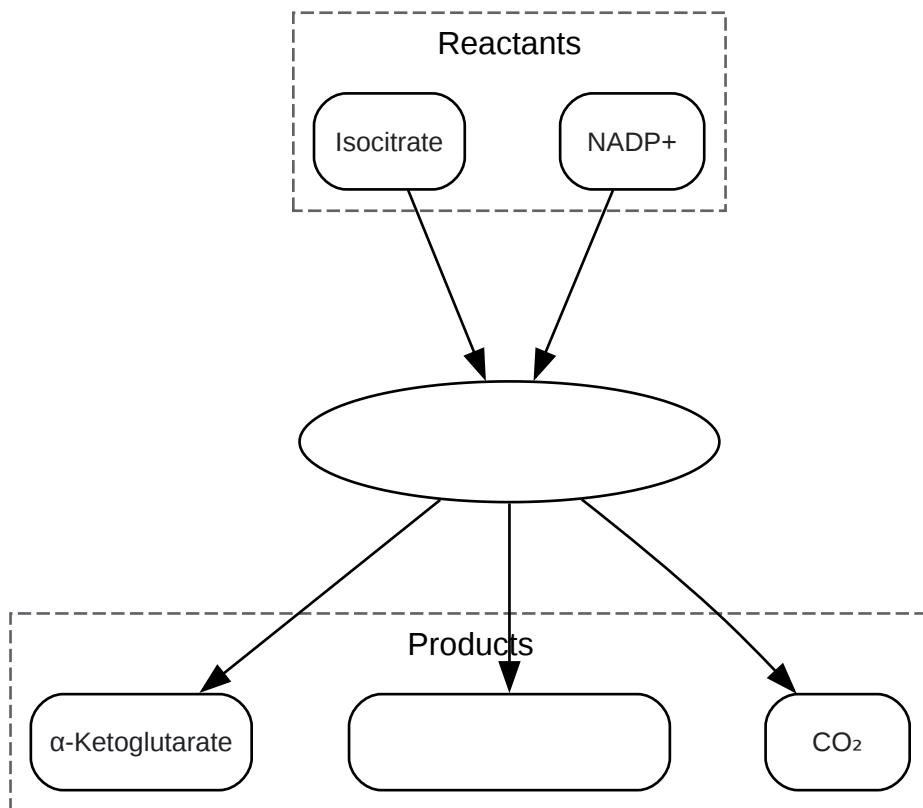 Reactants
Isocitrate
NADP+
Products
α-Ketoglutarate
CO₂